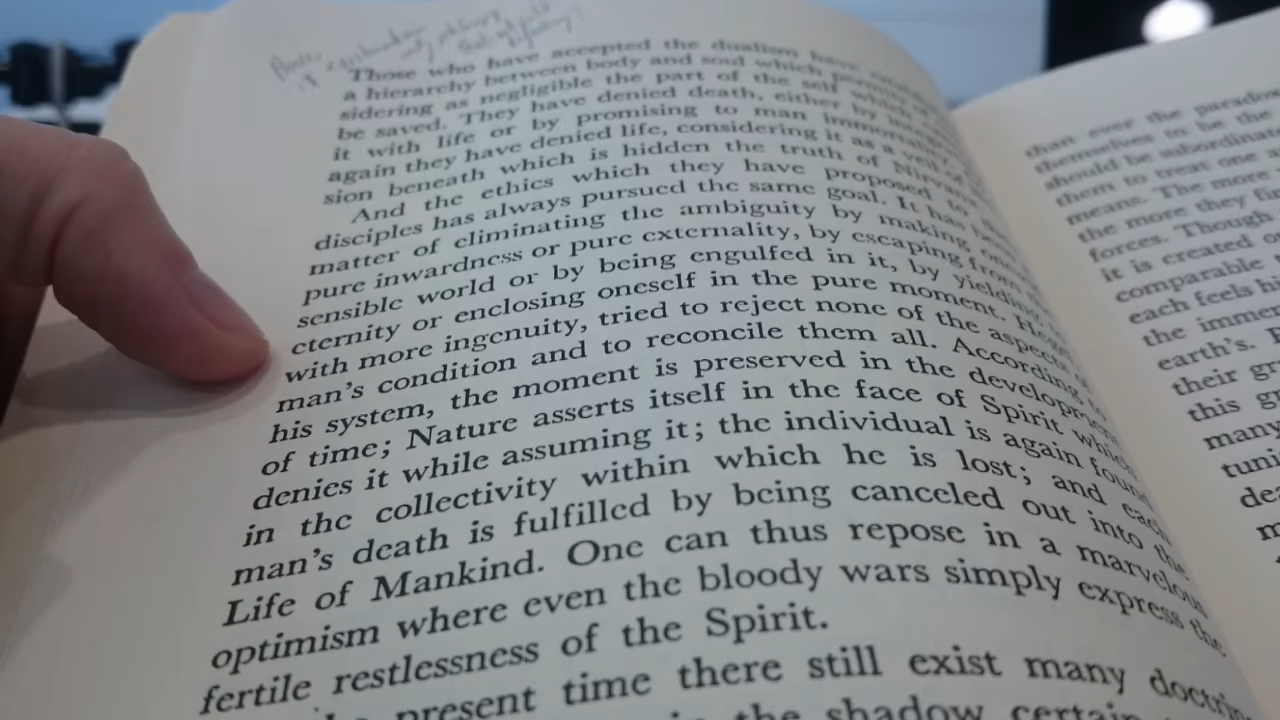 Those who have accepted the dualism have
a hierarchy between body and soul which
sidering as negligible the part of the self which
be saved. They have denied death, either by
it with life or by promising to man
again they have denied life, considering it as a veil of
sion beneath which is hidden the truth of
And the ethics which they have proposed to
disciples has always pursued the same goal. It has been
matter of eliminating the ambiguity by making
pure inwardness or pure externality, by escaping from the
sensible world or by being engulfed in it, by yielding
eternity or enclosing oneself in the pure moment. Hegel
with more ingenuity, tried to reject none of the aspects of
man's condition and to reconcile them all. According to
his system, the moment is preserved in the development
of time; Nature asserts itself in the face of Spirit which
denies it while assuming it; the individual is again found
in the collectivity within which he is lost; and each
man's death is fulfilled by being canceled out into the
Life of Mankind. One can thus repose in a marvelous
optimism where even the bloody wars simply express the
fertile restlessness of the Spirit.
present time there still exist many
in the shadow certain
than ever the
themselves to be the
should be
them to treat one
means. The more
the more they
forces. Though
it is created
comparable
each feels
the
earth's.
their
this
many